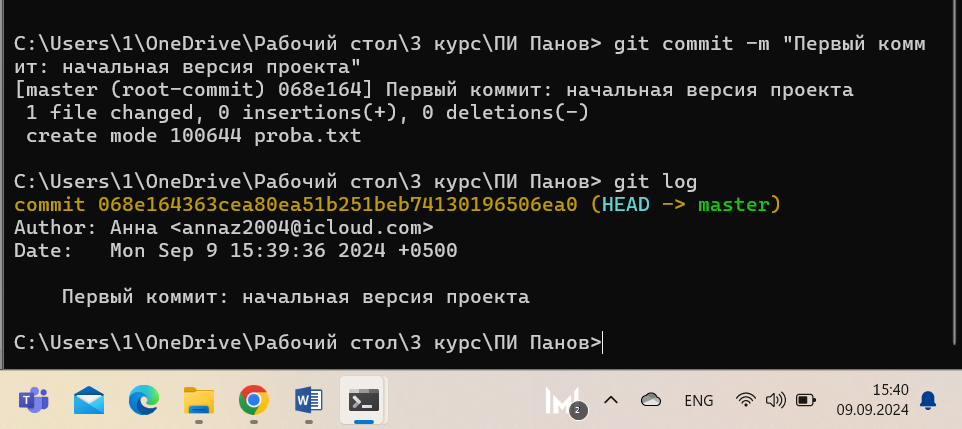 C:\Users\1\OneDrive\Рабочий стол\3 курс\ПИ Панов> git commit -m "Первый комм
ит: начальная версия проекта"
[master (root-commit) 068e164] Первый коммит: начальная версия проекта
 1 file changed, 0 insertions(+), 0 deletions(-)
 create mode 100644 proba.txt
C:\Users\1\OneDrive\Рабочий стол\3 курс\ПИ Панов> git log
commit 068e164363cea80ea51b251beb74130196506ea0 (HEAD -> master)
Author: Анна <annaz2004@icloud.com>
Date:   Mon Sep 9 15:39:36 2024 +0500
    Первый коммит: начальная версия проекта
C:\Users\1\OneDrive\Рабочий стол\3 курс\ПИ Панов>
2
ENG
15:40
09.09.2024